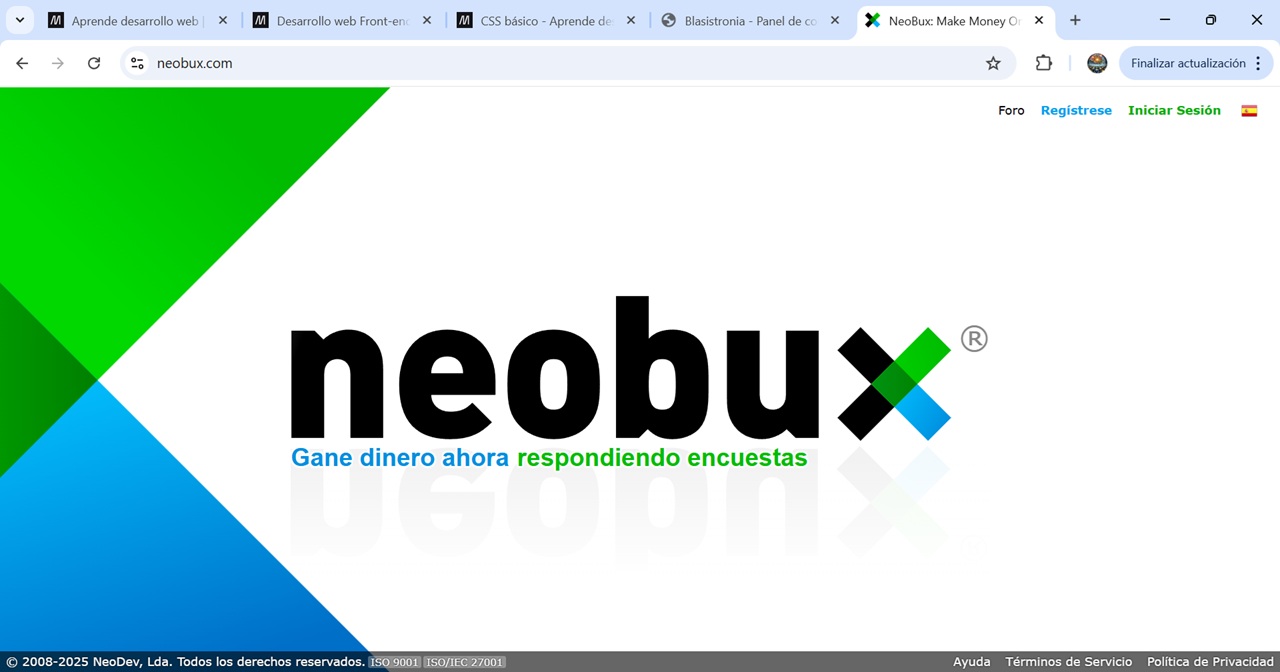 Aprende desarrollo web |
Desarrollo web Front-end
CSS básico - Aprende de
Blasistronia - Panel de co
NeoBux: Make Money On
neobux.com
Finalizar actualización
Foro
Regístrese
Iniciar Sesión
neobux®
Gane dinero ahora respondiendo encuestas
© 2008-2025 NeoDev, Lda. Todos los derechos reservados. ISO 9001 ISO/IEC 27001
Ayuda
Términos de Servicio
Política de Privacidad